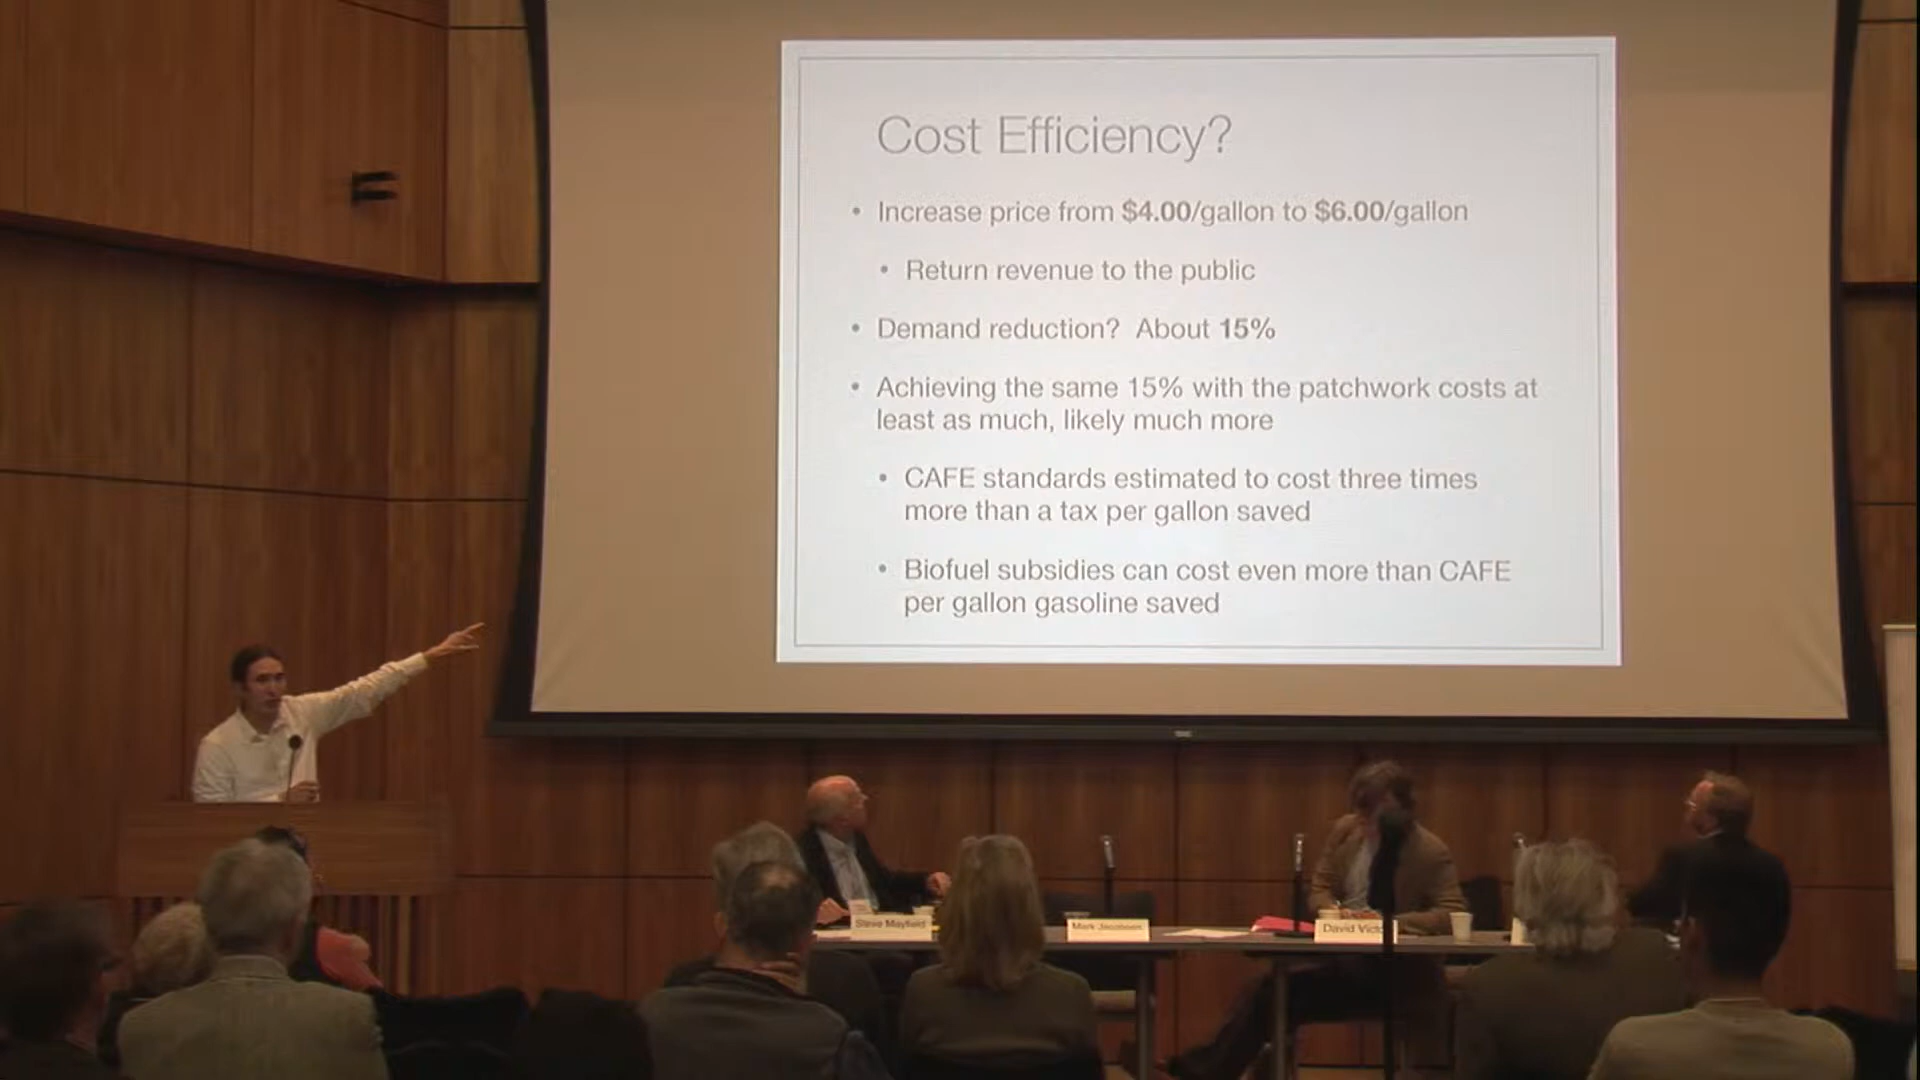 Cost Efficiency?
• Increase price from $4.00/gallon to $6.00/gallon
• Return revenue to the public
• Demand reduction? About 15%
• Achieving the same 15% with the patchwork costs at
least as much, likely much more
• CAFE standards estimated to cost three times
more than a tax per gallon saved
• Biofuel subsidies can cost even more than CAFE
per gallon gasoline saved
Steve Mayfield
Mark Jacobsen
David Victo